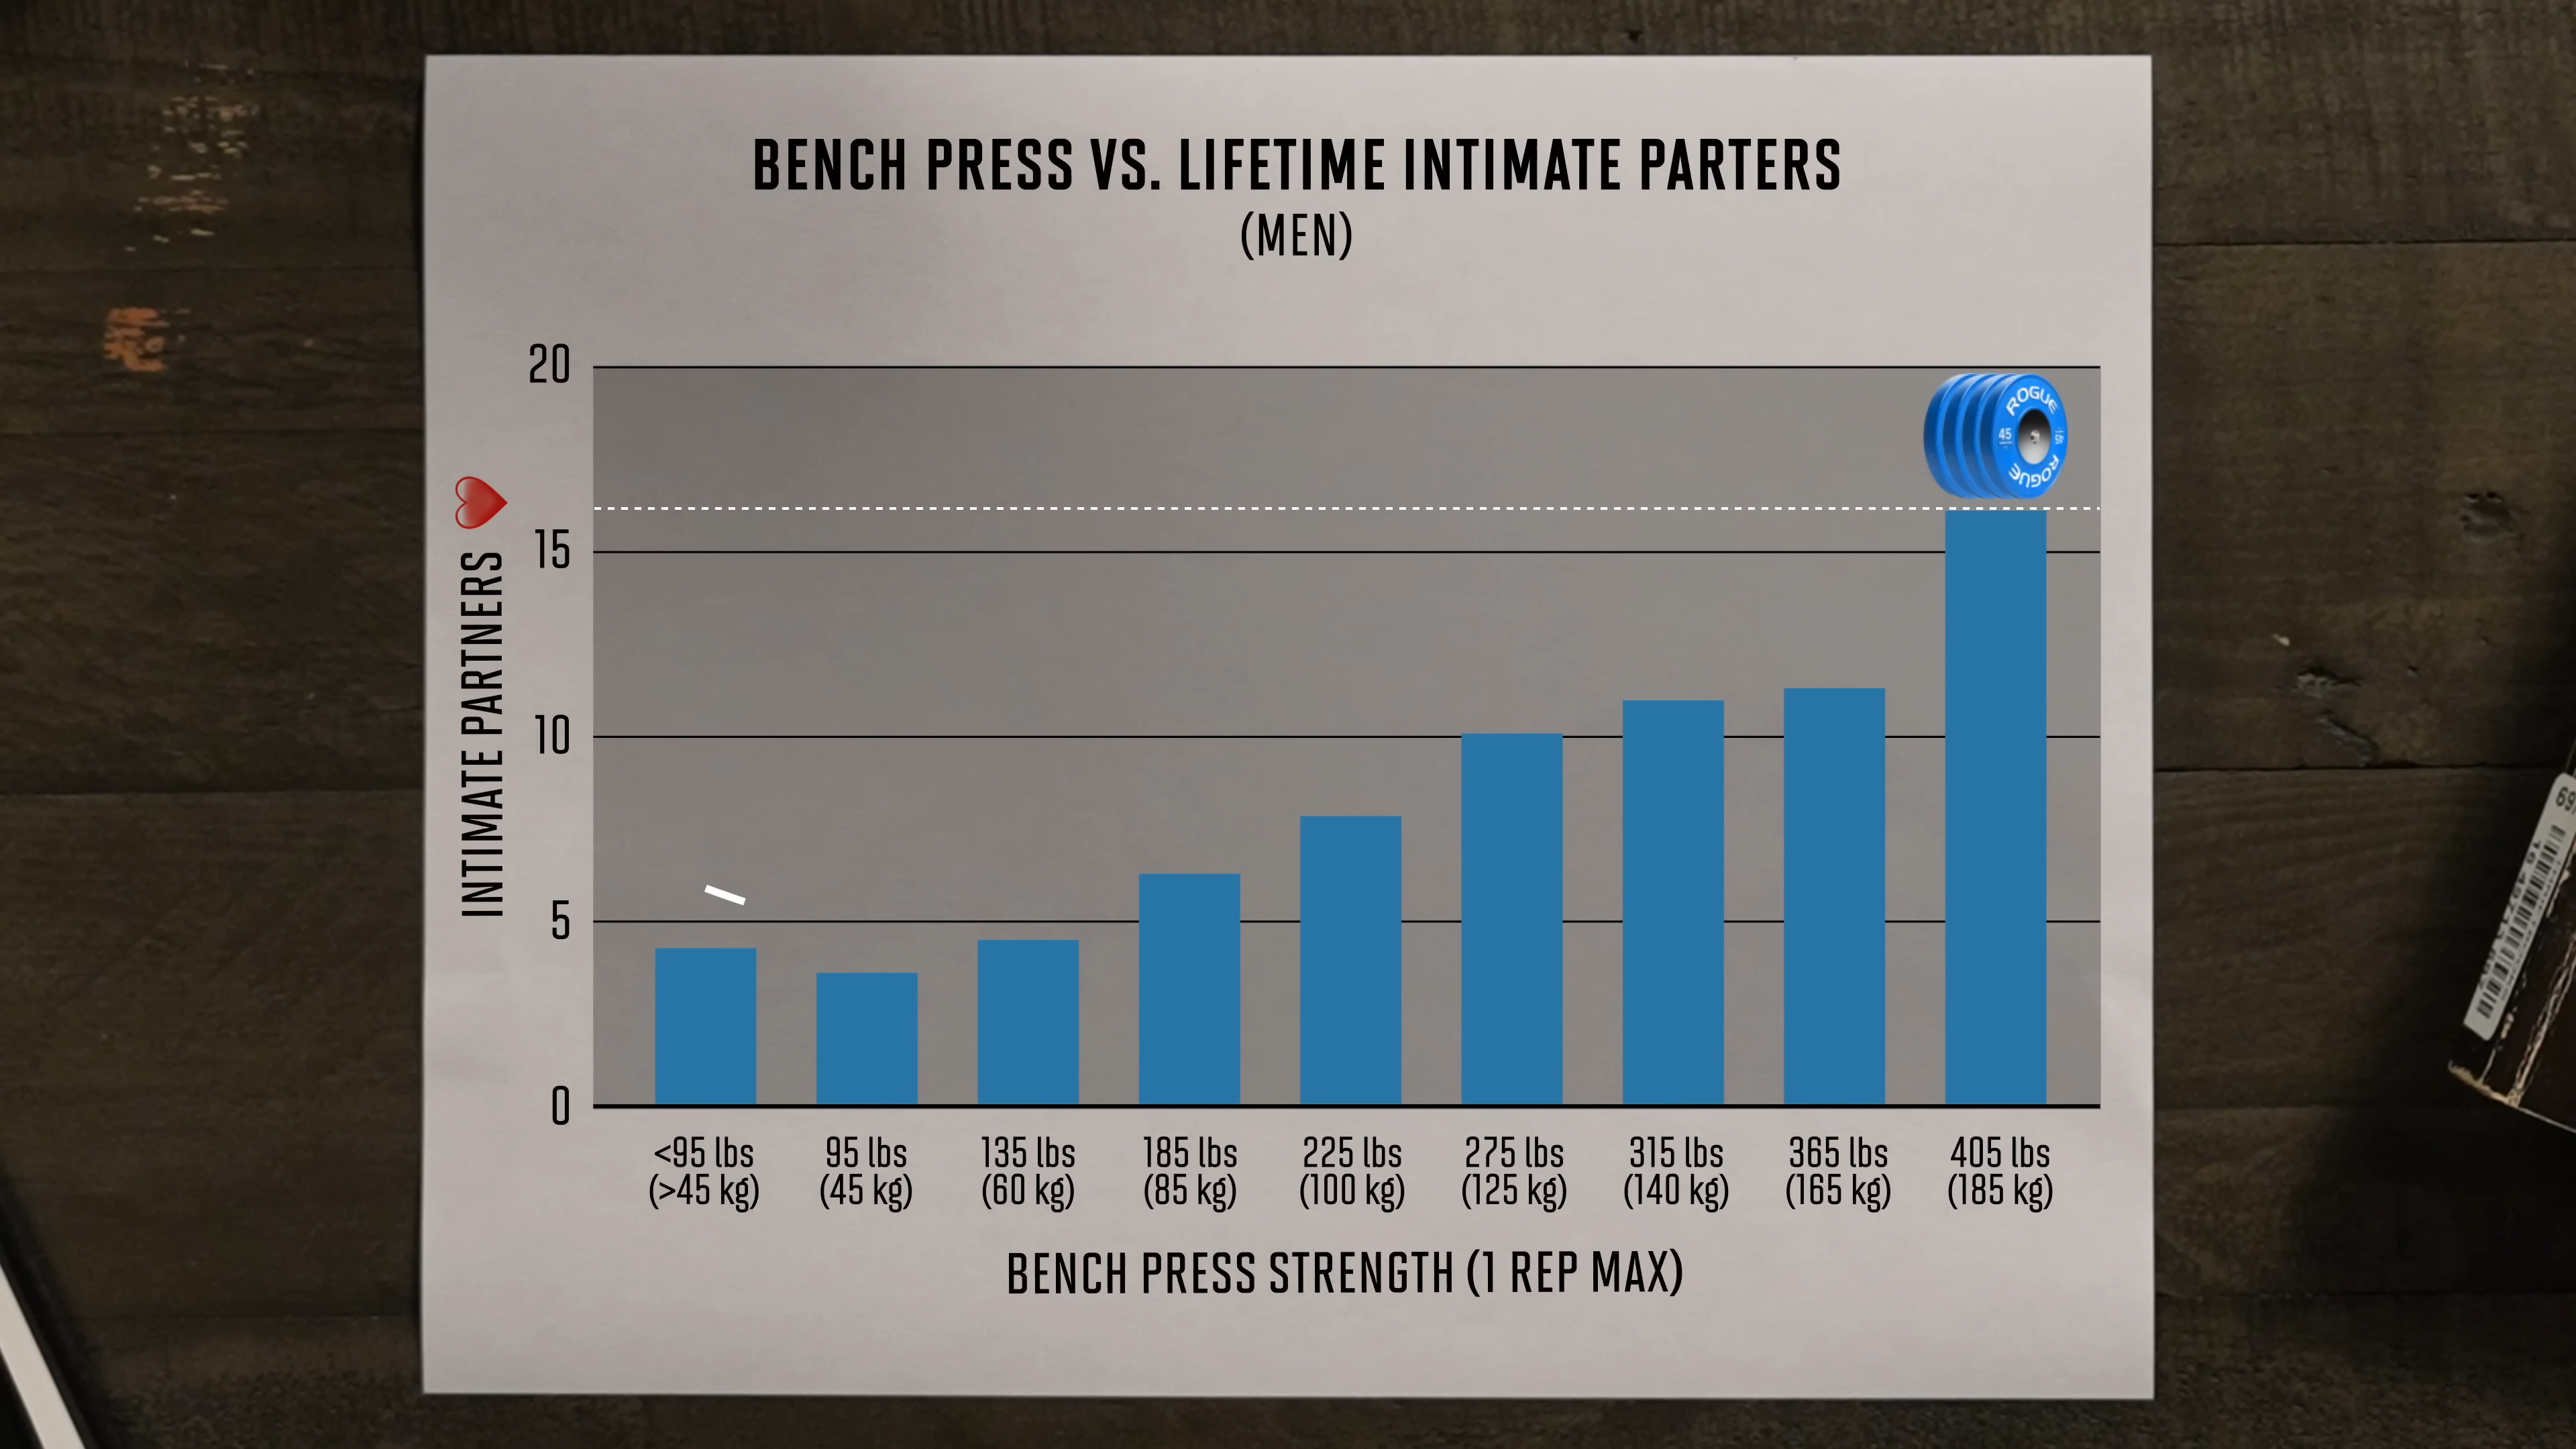 BENCH PRESS VS. LIFETIME INTIMATE PARTERS
(MEN)
INTIMATE PARTNERS
20
15
10
5
0
ROGUE
45
ROGUE
<95 lbs
(>45 kg)
95 lbs
(45 kg)
135 lbs
(60 kg)
185 lbs
(85 kg)
225 lbs
(100 kg)
275 lbs
(125 kg)
315 lbs
(140 kg)
365 lbs
(165 kg)
405 lbs
(185 kg)
BENCH PRESS STRENGTH (1 REP MAX)
69